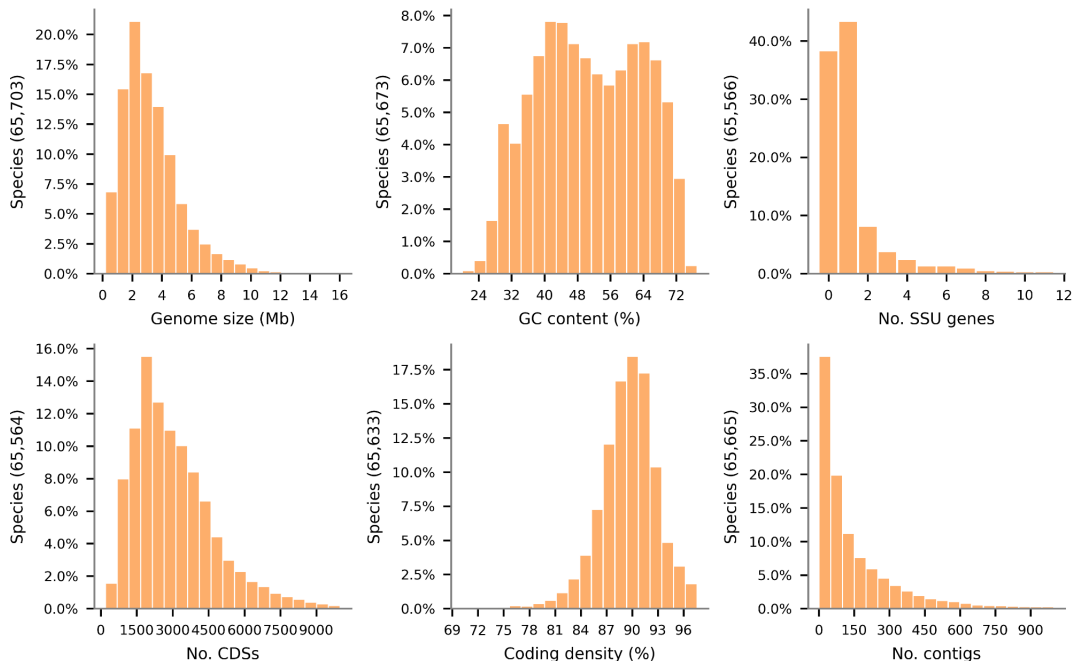 20.0%
17.5%
15.0%
12.5%
10.0%
7.5%
5.0%
2.5%
0.0%
Species (65,703)
0 2 4 6 8 10 12 14 16
Genome size (Mb)
8.0%
7.0%
6.0%
5.0%
4.0%
3.0%
2.0%
1.0%
0.0%
Species (65,673)
24 32 40 48 56 64 72
GC content (%)
40.0%
30.0%
20.0%
10.0%
0.0%
Species (65,566)
0 2 4 6 8 10 12
No. SSU genes
16.0%
14.0%
12.0%
10.0%
8.0%
6.0%
4.0%
2.0%
0.0%
Species (65,564)
0 1500 3000 4500 6000 7500 9000
No. CDSs
17.5%
15.0%
12.5%
10.0%
7.5%
5.0%
2.5%
0.0%
Species (65,633)
69 72 75 78 81 84 87 90 93 96
Coding density (%)
35.0%
30.0%
25.0%
20.0%
15.0%
10.0%
5.0%
0.0%
Species (65,665)
0 150 300 450 600 750 900
No. contigs